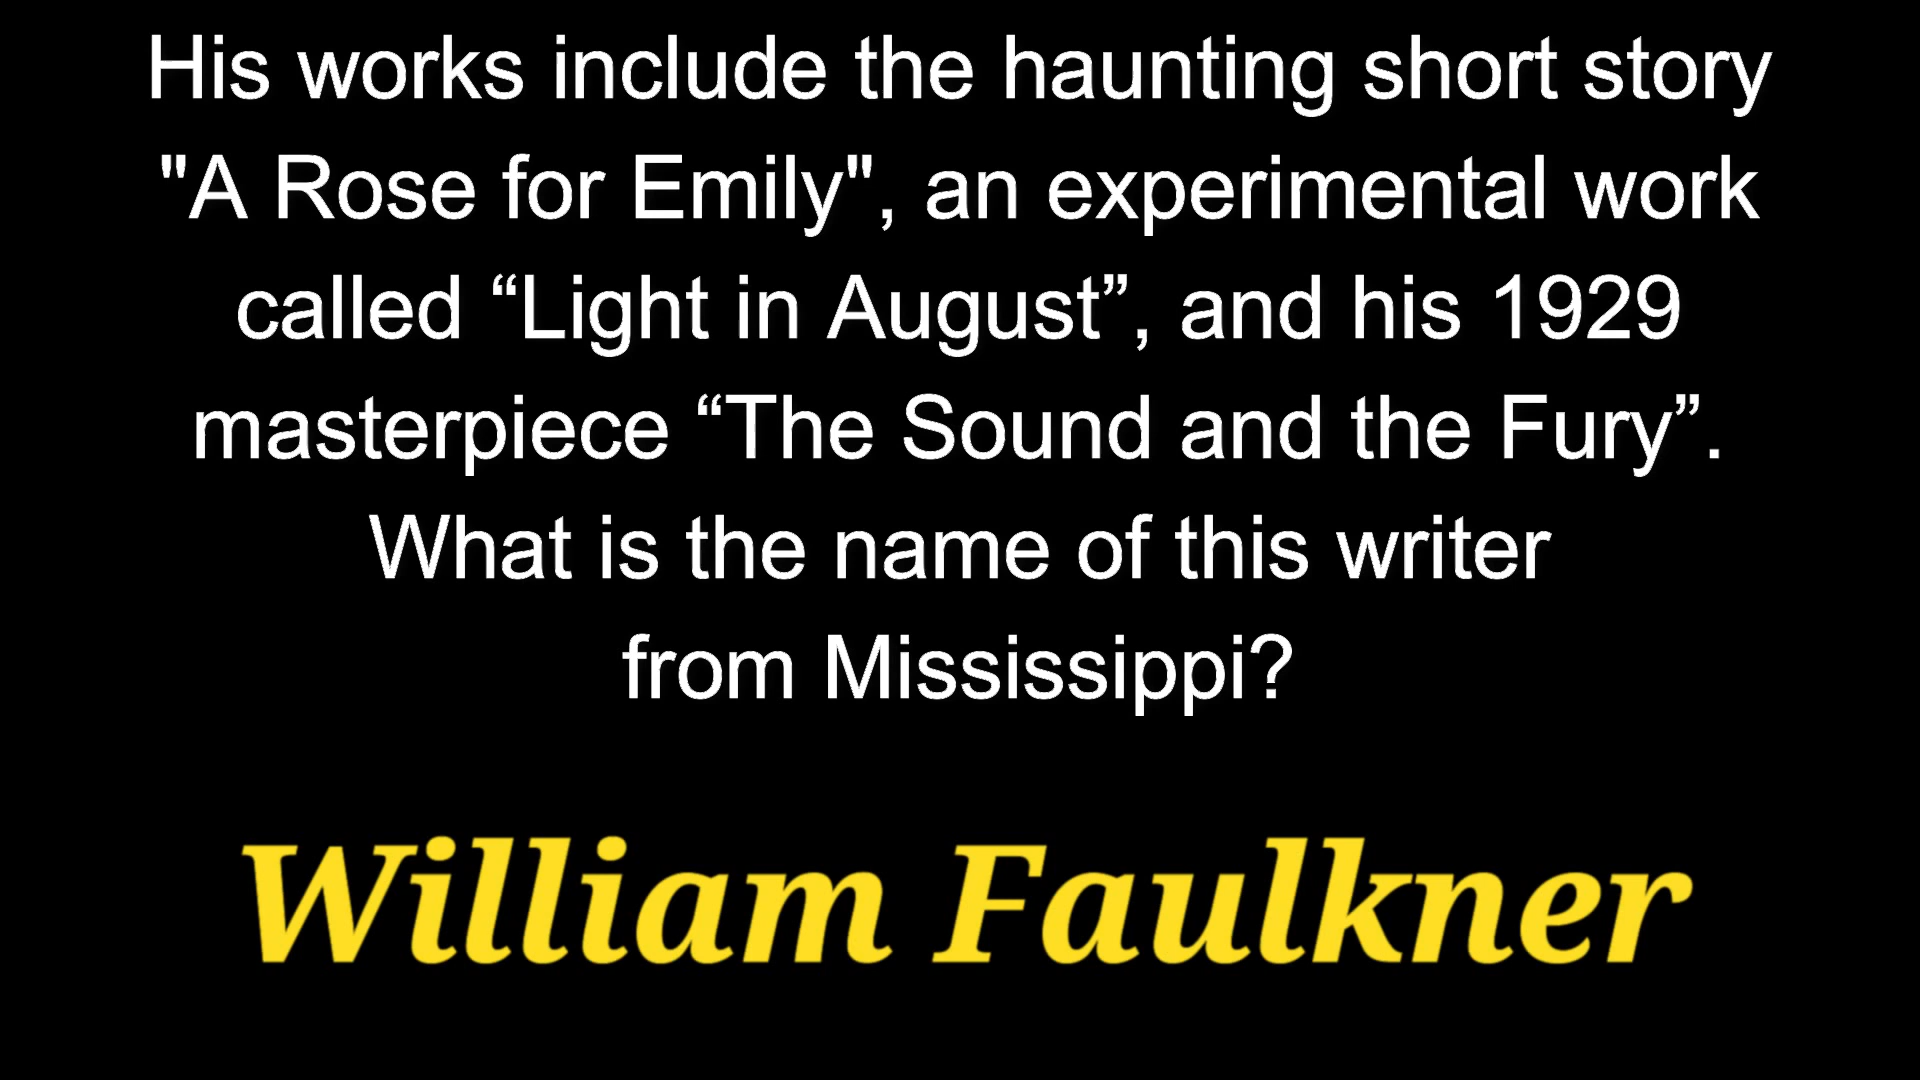 His works include the haunting short story
"A Rose for Emily", an experimental work
called “Light in August”, and his 1929
masterpiece “The Sound and the Fury”.
What is the name of this writer
from Mississippi?
William Faulkner